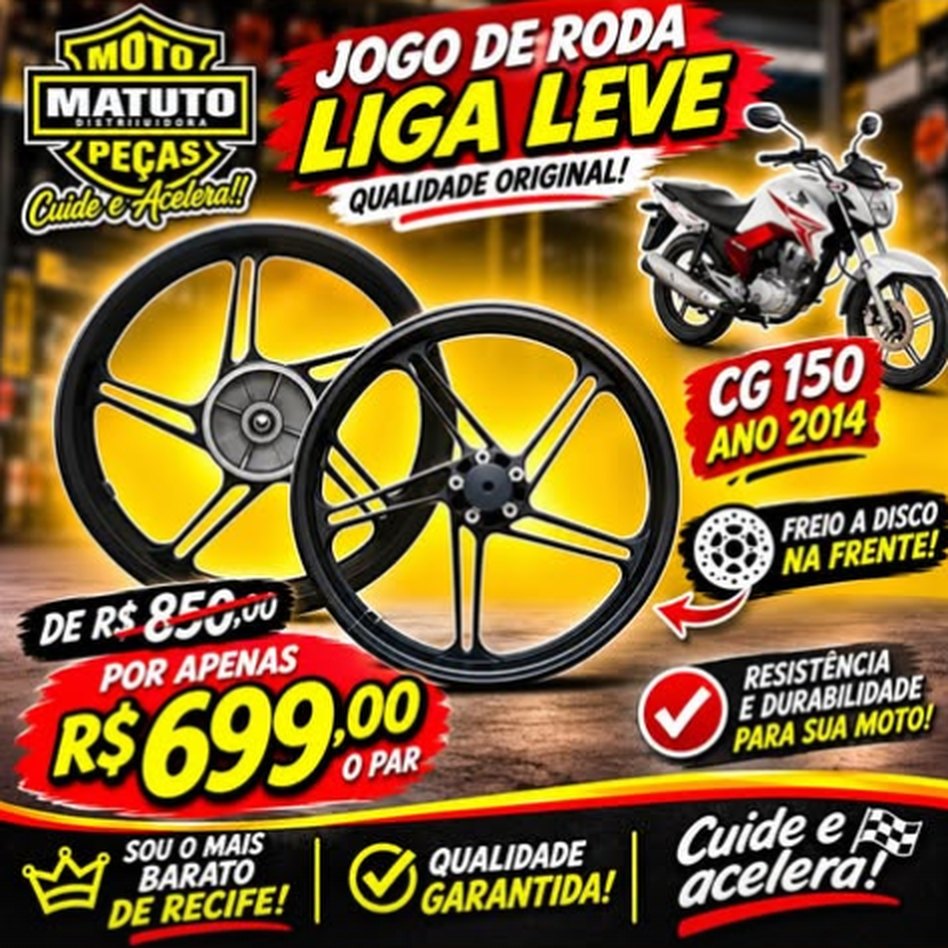 MOTO
MATUTO
DISTRIIUIDORA
PEÇAS
Cuide e Acelera!!
JOGO DE RODA
LIGA LEVE
QUALIDADE ORIGINAL!
CG 150
ANO 2014
FREIO A DISCO
NA FRENTE!
DE R$ 850,00
POR APENAS
R$ 699,00
O PAR
RESISTÊNCIA
E DURABILIDADE
PARA SUA MOTO!
SOU O MAIS
BARATO
DE RECIFE!
QUALIDADE
GARANTIDA!
Cuide e
acelera!